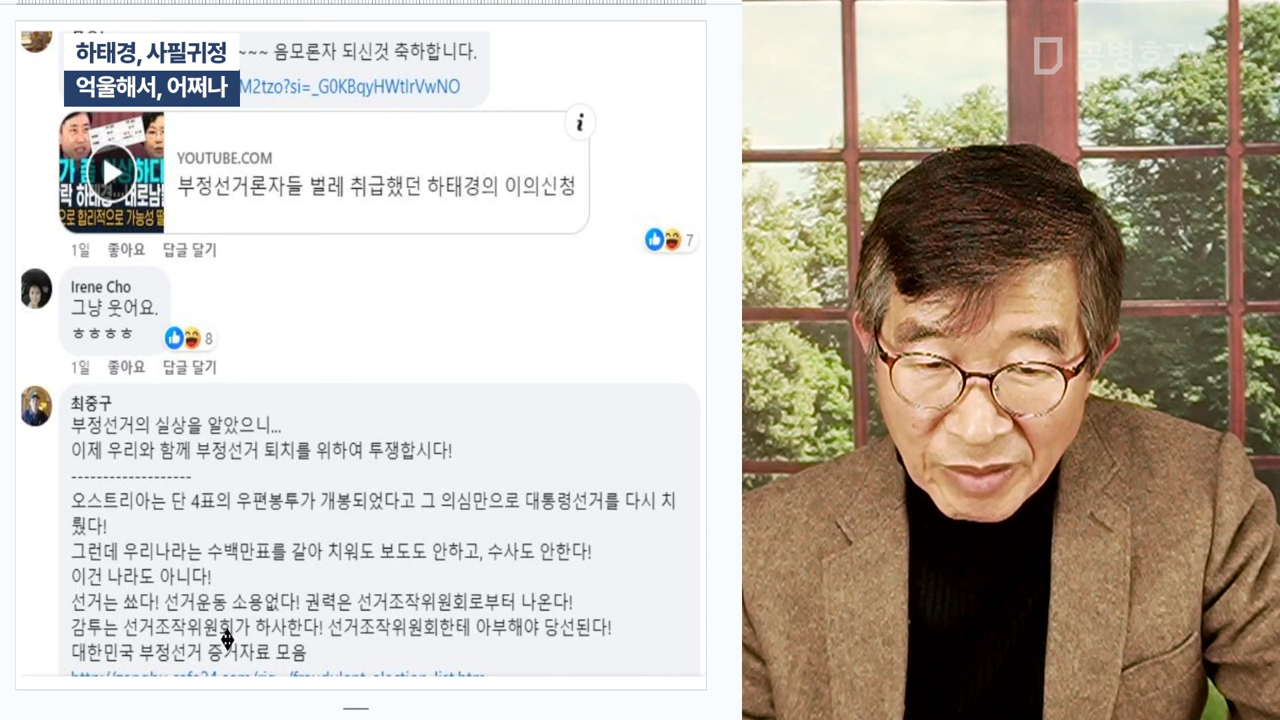 하태경, 사필귀정
억울해서, 어쩌나
~~~ 음모론자 되신것 축하합니다.
M2tzo?si=_G0KBqyHWtIrVwNO
YOUTUBE.COM
부정선거론자들 벌레 취급했던 하태경의 이의신청
1일 좋아요 답글 달기
7
Irene Cho
그냥 웃어요.
ㅎㅎㅎㅎ
8
1일 좋아요 답글 달기
최중구
부정선거의 실상을 알았으니...
이제 우리와 함께 부정선거 퇴치를 위하여 투쟁합시다!
-------------------
오스트리아는 단 4표의 우편봉투가 개봉되었다고 그 의심만으로 대통령선거를 다시 치
뤘다!
그런데 우리나라는 수백만표를 갈아 치워도 보도도 안하고, 수사도 안한다!
이건 나라도 아니다!
선거는 쑈다! 선거운동 소용없다! 권력은 선거조작위원회로부터 나온다!
감투는 선거조작위원회가 하사한다! 선거조작위원회한테 아부해야 당선된다!
대한민국 부정선거 증거자료 모음
공병호TV